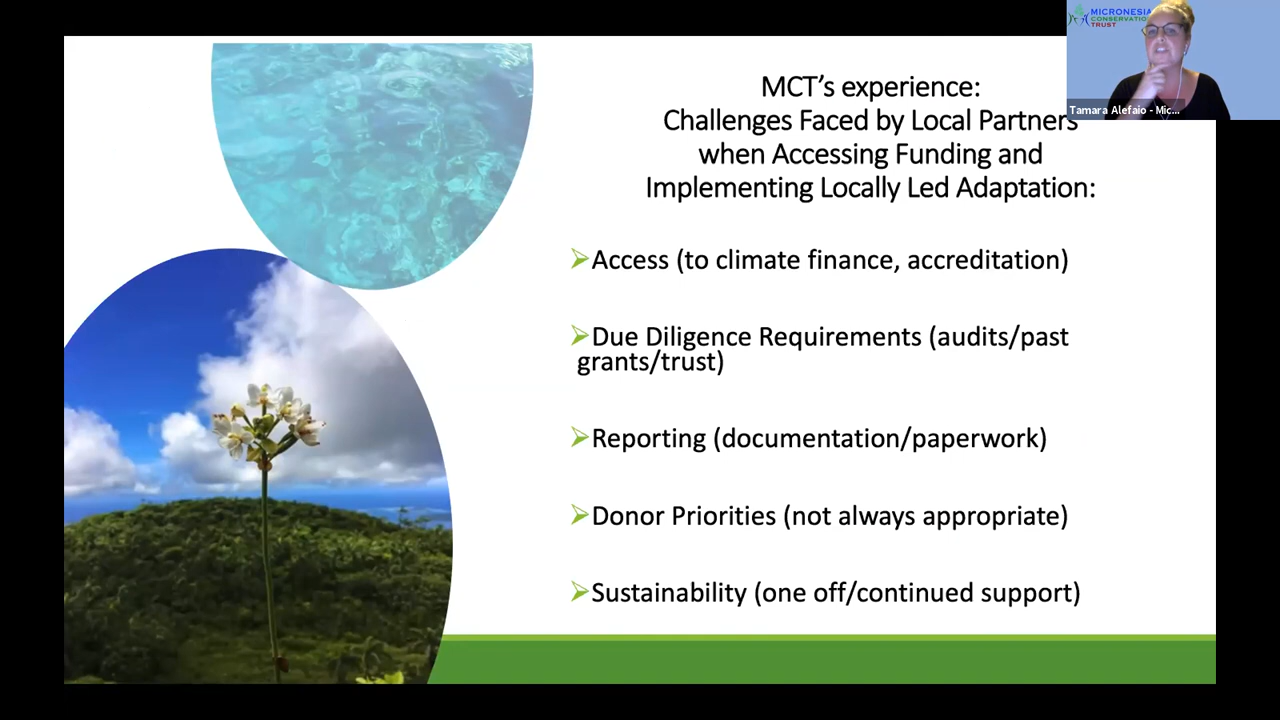 MICRONESIA
CONSERVATIO
TRUST
Tamara Alefaio - Mic...
MCT’s experience:
Challenges Faced by Local Partners
when Accessing Funding and
Implementing Locally Led Adaptation:
Access (to climate finance, accreditation)
Due Diligence Requirements (audits/past
grants/trust)
Reporting (documentation/paperwork)
Donor Priorities (not always appropriate)
Sustainability (one off/continued support)